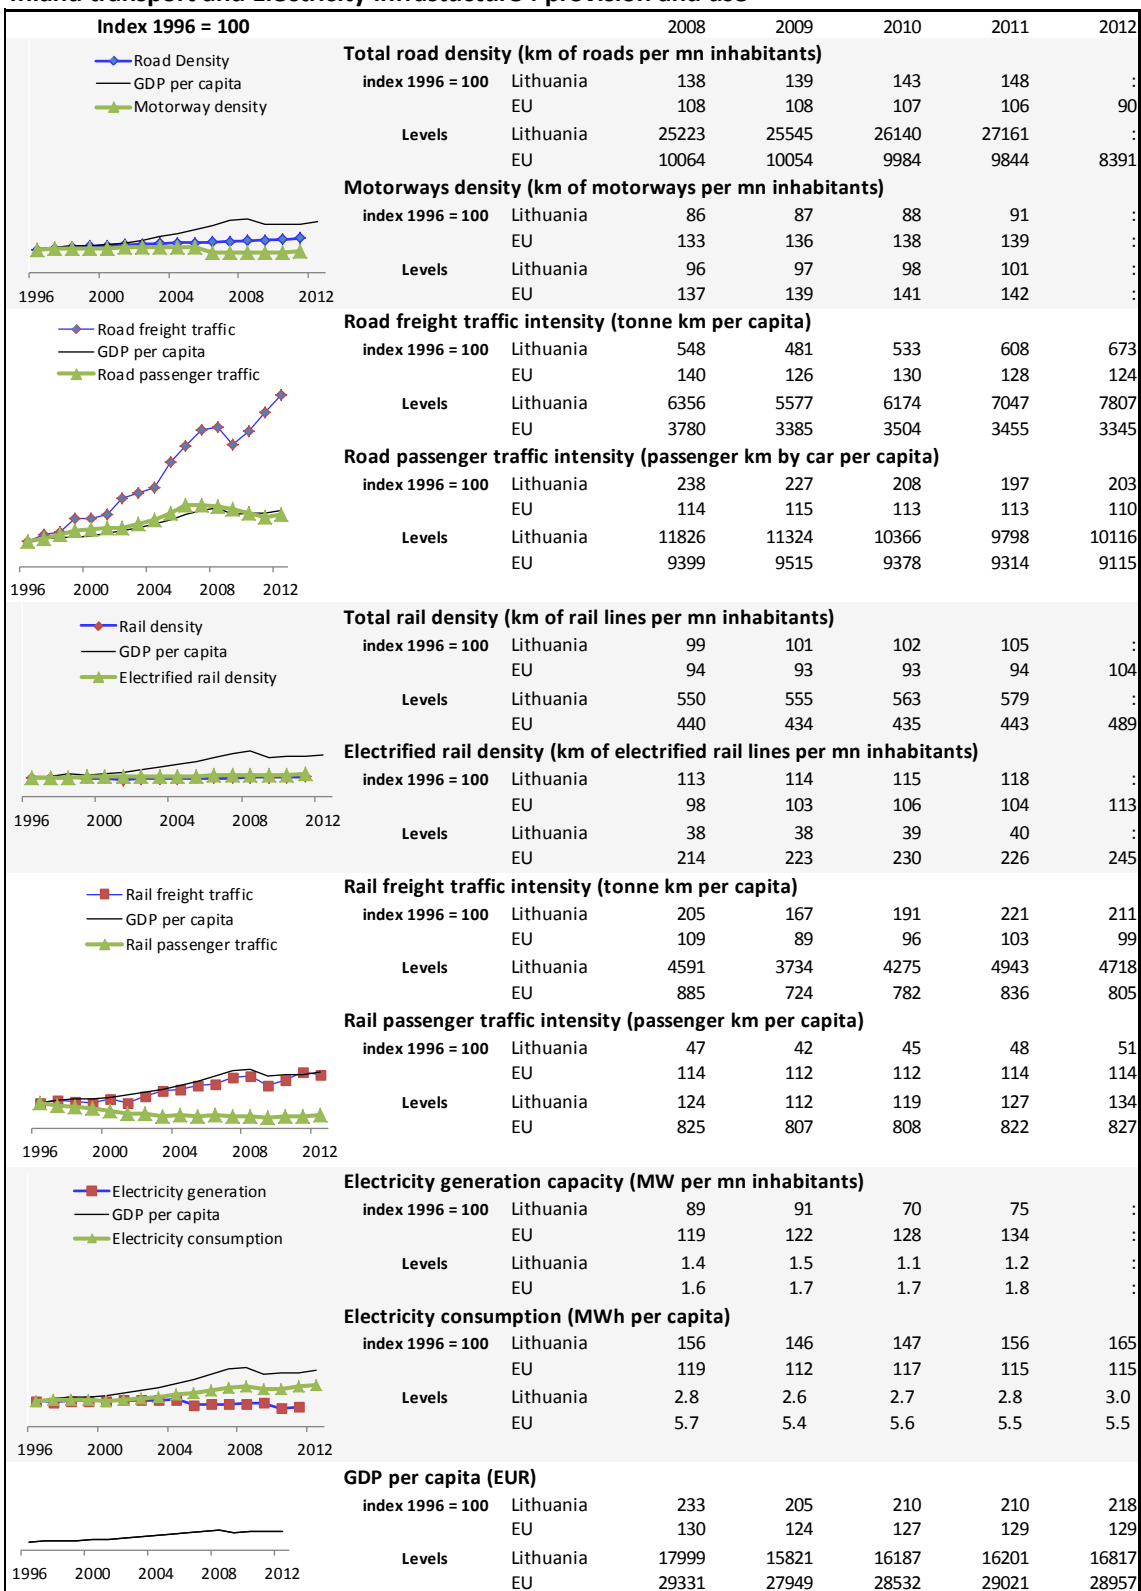 Index 1996 = 100 2008 2009 2010 2011 2012
Road Density
GDP per capita
Motorway density
1996 2000 2004 2008 2012
Total road density (km of roads per mn inhabitants)
index 1996 = 100 Lithuania 138 139 143 148 :
EU 108 108 107 106 90
Levels Lithuania 25223 25545 26140 27161 :
EU 10064 10054 9984 9844 8391
Motorways density (km of motorways per mn inhabitants)
index 1996 = 100 Lithuania 86 87 88 91 :
EU 133 136 138 139 :
Levels Lithuania 96 97 98 101 :
EU 137 139 141 142 :
Road freight traffic
GDP per capita
Road passenger traffic
1996 2000 2004 2008 2012
Road freight traffic intensity (tonne km per capita)
index 1996 = 100 Lithuania 548 481 533 608 673
EU 140 126 130 128 124
Levels Lithuania 6356 5577 6174 7047 7807
EU 3780 3385 3504 3455 3345
Road passenger traffic intensity (passenger km by car per capita)
index 1996 = 100 Lithuania 238 227 208 197 203
EU 114 115 113 113 110
Levels Lithuania 11826 11324 10366 9798 10116
EU 9399 9515 9378 9314 9115
Rail density
GDP per capita
Electrified rail density
1996 2000 2004 2008 2012
Total rail density (km of rail lines per mn inhabitants)
index 1996 = 100 Lithuania 99 101 102 105 :
EU 94 93 93 94 104
Levels Lithuania 550 555 563 579 :
EU 440 434 435 443 489
Electrified rail density (km of electrified rail lines per mn inhabitants)
index 1996 = 100 Lithuania 113 114 115 118 :
EU 98 103 106 104 113
Levels Lithuania 38 38 39 40 :
EU 214 223 230 226 245
Rail freight traffic
GDP per capita
Rail passenger traffic
1996 2000 2004 2008 2012
Rail freight traffic intensity (tonne km per capita)
index 1996 = 100 Lithuania 205 167 191 221 211
EU 109 89 96 103 99
Levels Lithuania 4591 3734 4275 4943 4718
EU 885 724 782 836 805
Rail passenger traffic intensity (passenger km per capita)
index 1996 = 100 Lithuania 47 42 45 48 51
EU 114 112 112 114 114
Levels Lithuania 124 112 119 127 134
EU 825 807 808 822 827
Electricity generation
GDP per capita
Electricity consumption
1996 2000 2004 2008 2012
Electricity generation capacity (MW per mn inhabitants)
index 1996 = 100 Lithuania 89 91 70 75 :
EU 119 122 128 134 :
Levels Lithuania 1.4 1.5 1.1 1.2 :
EU 1.6 1.7 1.7 1.8 :
Electricity consumption (MWh per capita)
index 1996 = 100 Lithuania 156 146 147 156 165
EU 119 112 117 115 115
Levels Lithuania 2.8 2.6 2.7 2.8 3.0
EU 5.7 5.4 5.6 5.5 5.5
1996 2000 2004 2008 2012
GDP per capita (EUR)
index 1996 = 100 Lithuania 233 205 210 210 218
EU 130 124 127 129 129
Levels Lithuania 17999 15821 16187 16201 16817
EU 29331 27949 28532 29021 28957